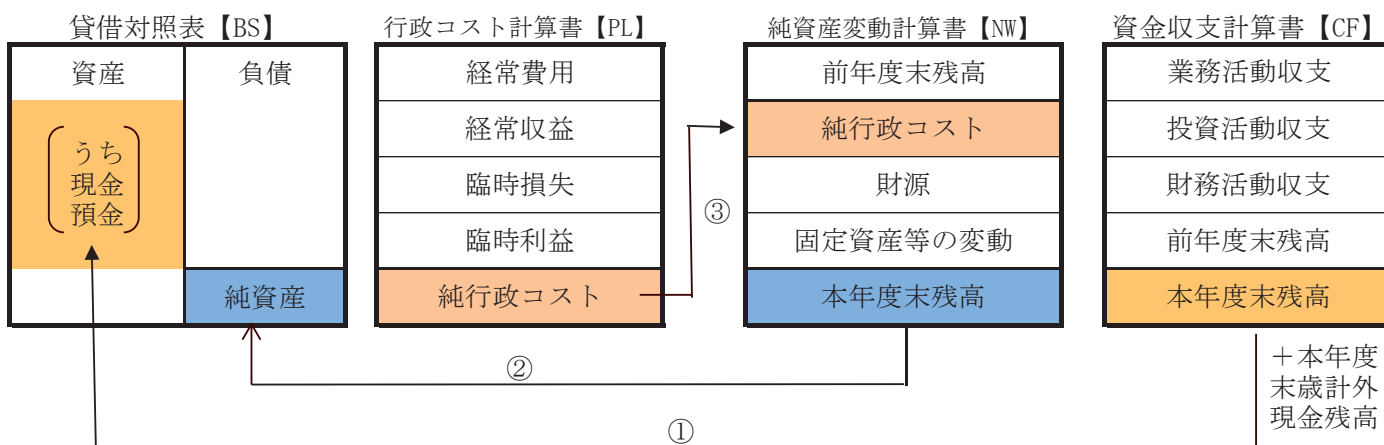 貸借対照表【BS】
資産
負債
うち
現金
預金
純資産
行政コスト計算書【PL】
経常費用
経常収益
臨時損失
臨時利益
純行政コスト
③
純資産変動計算書【NW】
前年度末残高
純行政コスト
財源
固定資産等の変動
本年度末残高
資金収支計算書【CF】
業務活動収支
投資活動収支
財務活動収支
前年度末残高
本年度末残高
②
①
＋本年度
末歳計外
現金残高